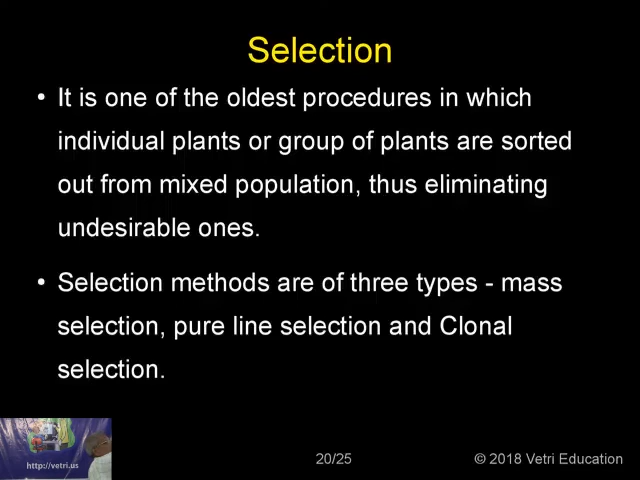 Selection
• It is one of the oldest procedures in which
individual plants or group of plants are sorted
out from mixed population, thus eliminating
undesirable ones.
• Selection methods are of three types - mass
selection, pure line selection and Clonal
selection.
http://vetri.us
20/25
© 2018 Vetri Education